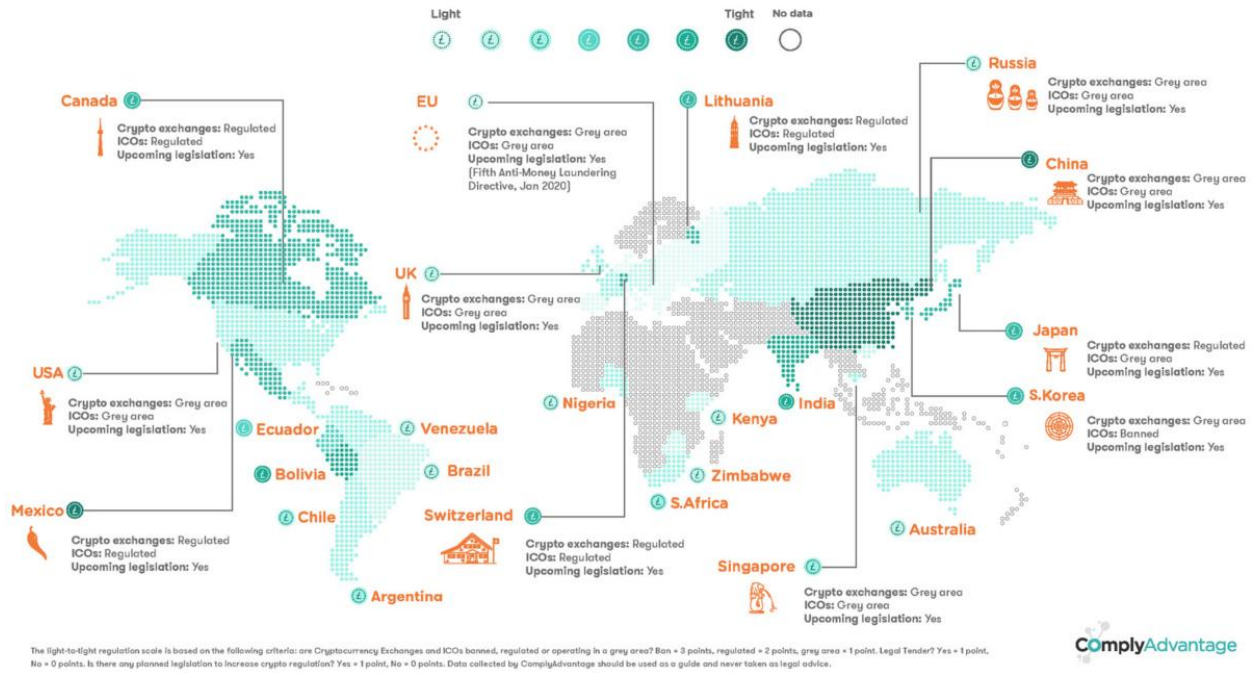 Light
Tight
No data
Canada
Crypto exchanges: Regulated
ICOs: Regulated
Upcoming legislation: Yes
EU
Crypto exchanges: Grey area
ICOs: Grey area
Upcoming legislation: Yes
(Fifth Anti-Money Laundering
Directive, Jan 2020)
Lithuania
Crypto exchanges: Regulated
ICOs: Regulated
Upcoming legislation: Yes
Russia
Crypto exchanges: Grey area
ICOs: Grey area
Upcoming legislation: Yes
China
Crypto exchanges: Grey area
ICOs: Grey area
Upcoming legislation: Yes
UK
Crypto exchanges: Grey area
ICOs: Grey area
Upcoming legislation: Yes
Japan
Crypto exchanges: Regulated
ICOs: Grey area
Upcoming legislation: Yes
USA
Crypto exchanges: Grey area
ICOs: Grey area
Upcoming legislation: Yes
S.Korea
Crypto exchanges: Grey area
ICOs: Banned
Upcoming legislation: Yes
Nigeria
India
Kenya
Ecuador
Venezuela
Bolivia
Brazil
Zimbabwe
S.Africa
Mexico
Crypto exchanges: Regulated
ICOs: Regulated
Upcoming legislation: Yes
Chile
Switzerland
Crypto exchanges: Regulated
ICOs: Regulated
Upcoming legislation: Yes
Australia
Singapore
Crypto exchanges: Grey area
ICOs: Grey area
Upcoming legislation: Yes
Argentina
The light-to-tight regulation scale is based on the following criteria: are Cryptocurrency Exchanges and ICOs banned, regulated or operating in a grey area? Ban = 3 points, regulated = 2 points, grey area = 1 point. Legal Tender? Yes = 1 point,
No = 0 points. Is there any planned legislation to increase crypto regulation? Yes = 1 point, No = 0 points. Data collected by ComplyAdvantage should be used as a guide and never taken as legal advice.
ComplyAdvantage